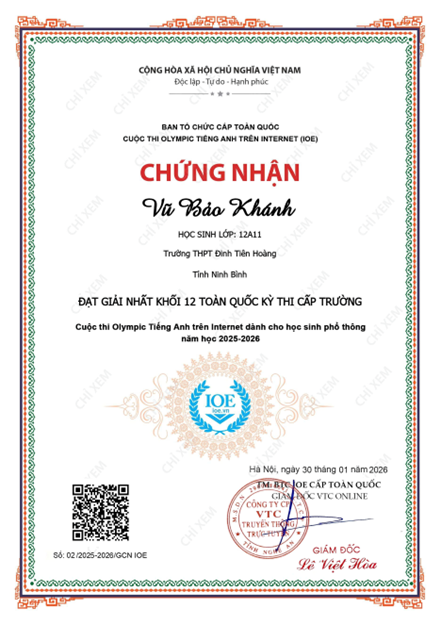 CỘNG HÒA XÃ HỘI CHỦ NGHĨA VIỆT NAM
Độc lập - Tự do - Hạnh phúc
BAN TỔ CHỨC CẤP TOÀN QUỐC
CUỘC THI OLYMPIC TIẾNG ANH TRÊN INTERNET (IOE)
CHỨNG NHẬN
Vũ Bảo Khánh
HỌC SINH LỚP: 12A11
Trường THPT Đinh Tiên Hoàng
Tỉnh Ninh Bình
ĐẠT GIẢI NHẤT KHỐI 12 TOÀN QUỐC KỲ THI CẤP TRƯỜNG
Cuộc thi Olympic Tiếng Anh trên Internet dành cho học sinh phổ thông
năm học 2025-2026
IOE
ioe.vn
Hà Nội, ngày 30 tháng 01 năm 2026
TM. BTC IOE CẤP TOÀN QUỐC
GIÁM ĐỐC VTC ONLINE
CÔNG TY CP
VTC
TRUYỀN THÔNG
TRỰC TUYẾN
TỈNH NGHỆ AN
GIÁM ĐỐC
Lê Việt Hòa
Số: 02/2025-2026/GCN IOE
CHỈ XEM